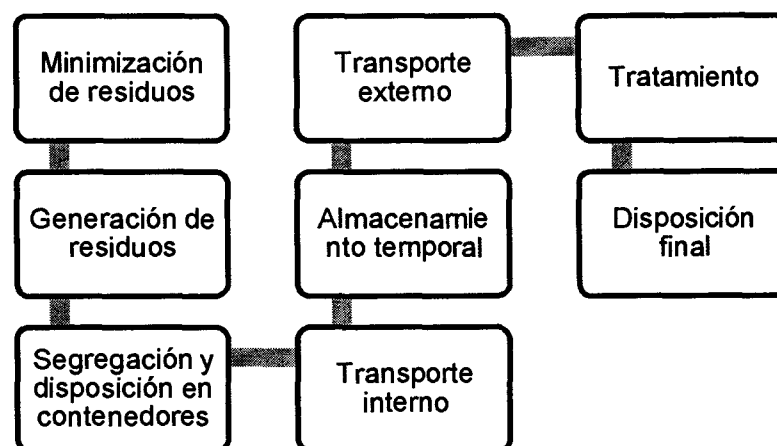 Minimización
de residuos
Generación de
residuos
Segregación y
disposición en
contenedores
Transporte
interno
Almacenamie
nto temporal
Transporte
externo
Tratamiento
Disposición
final